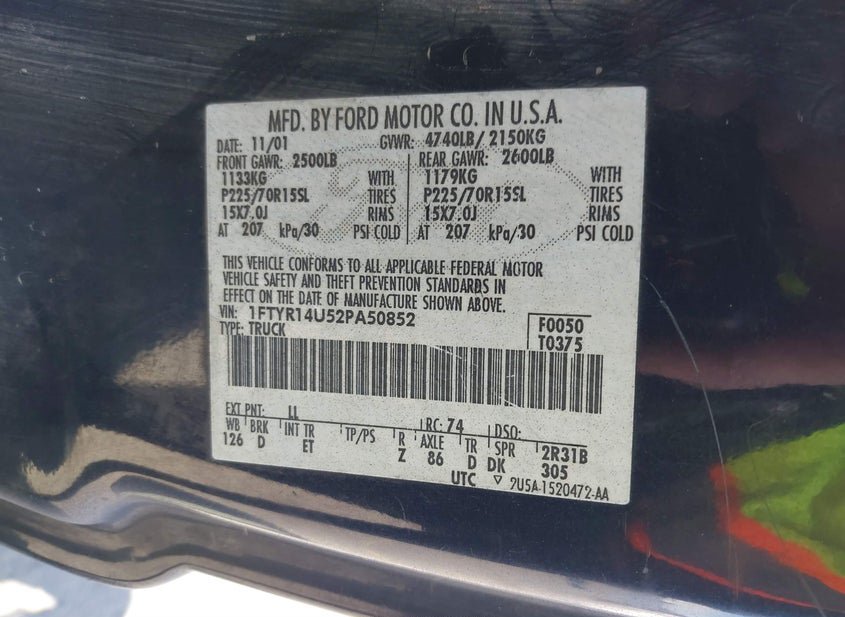 MFD. BY FORD MOTOR CO. IN U.S.A.
DATE: 11/01 GVWR: 4740LB/ 2150KG
FRONT GAWR: 2500LB REAR GAWR: 2600LB
1133KG WITH 1179KG WITH
P225/70R15SL TIRES P225/70R15SL TIRES
15X7.0J RIMS 15X7.0J RIMS
AT 207 kPa/30 PSI COLD AT 207 kPa/30 PSI COLD
THIS VEHICLE CONFORMS TO ALL APPLICABLE FEDERAL MOTOR
VEHICLE SAFETY AND THEFT PREVENTION STANDARDS IN
EFFECT ON THE DATE OF MANUFACTURE SHOWN ABOVE.
VIN: 1FTYR14U52PA50852 F0050
TYPE: TRUCK T0375
EXT PNT: LL RC: 74 DSO:
WB BRK INT TR TP/PS R AXLE TR SPR 2R31B
126 D ET Z 86 D DK 305
UTC ▽ 2U5A-1520472-AA